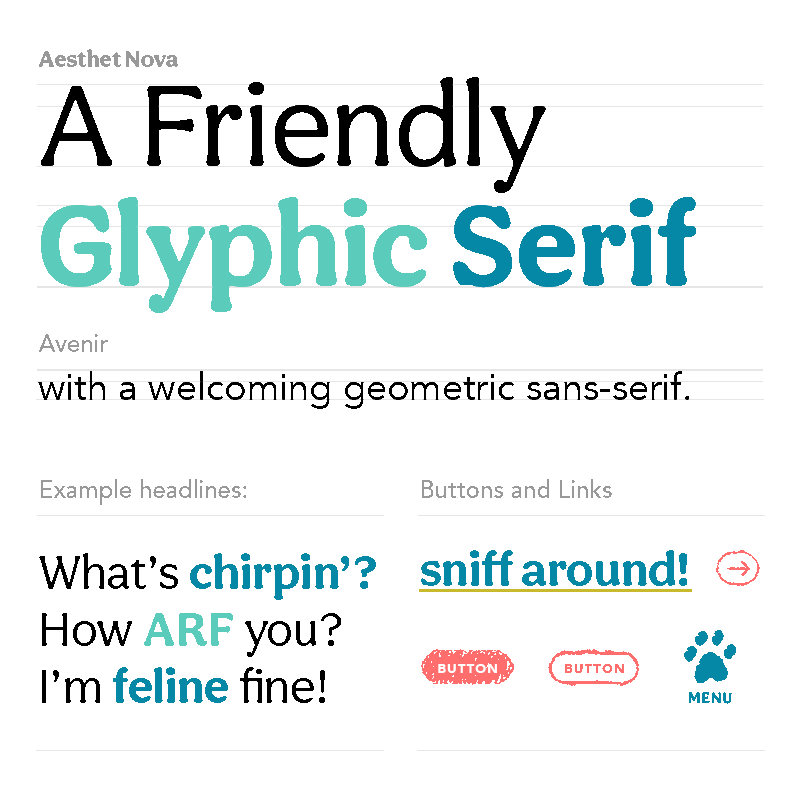 Aesthet Nova
A Friendly
Glyphic Serif
Avenir
with a welcoming geometric sans-serif.
Example headlines:
What’s chirpin’?
How ARF you?
I’m feline fine!
Buttons and Links
sniff around!
BUTTON
BUTTON
MENU